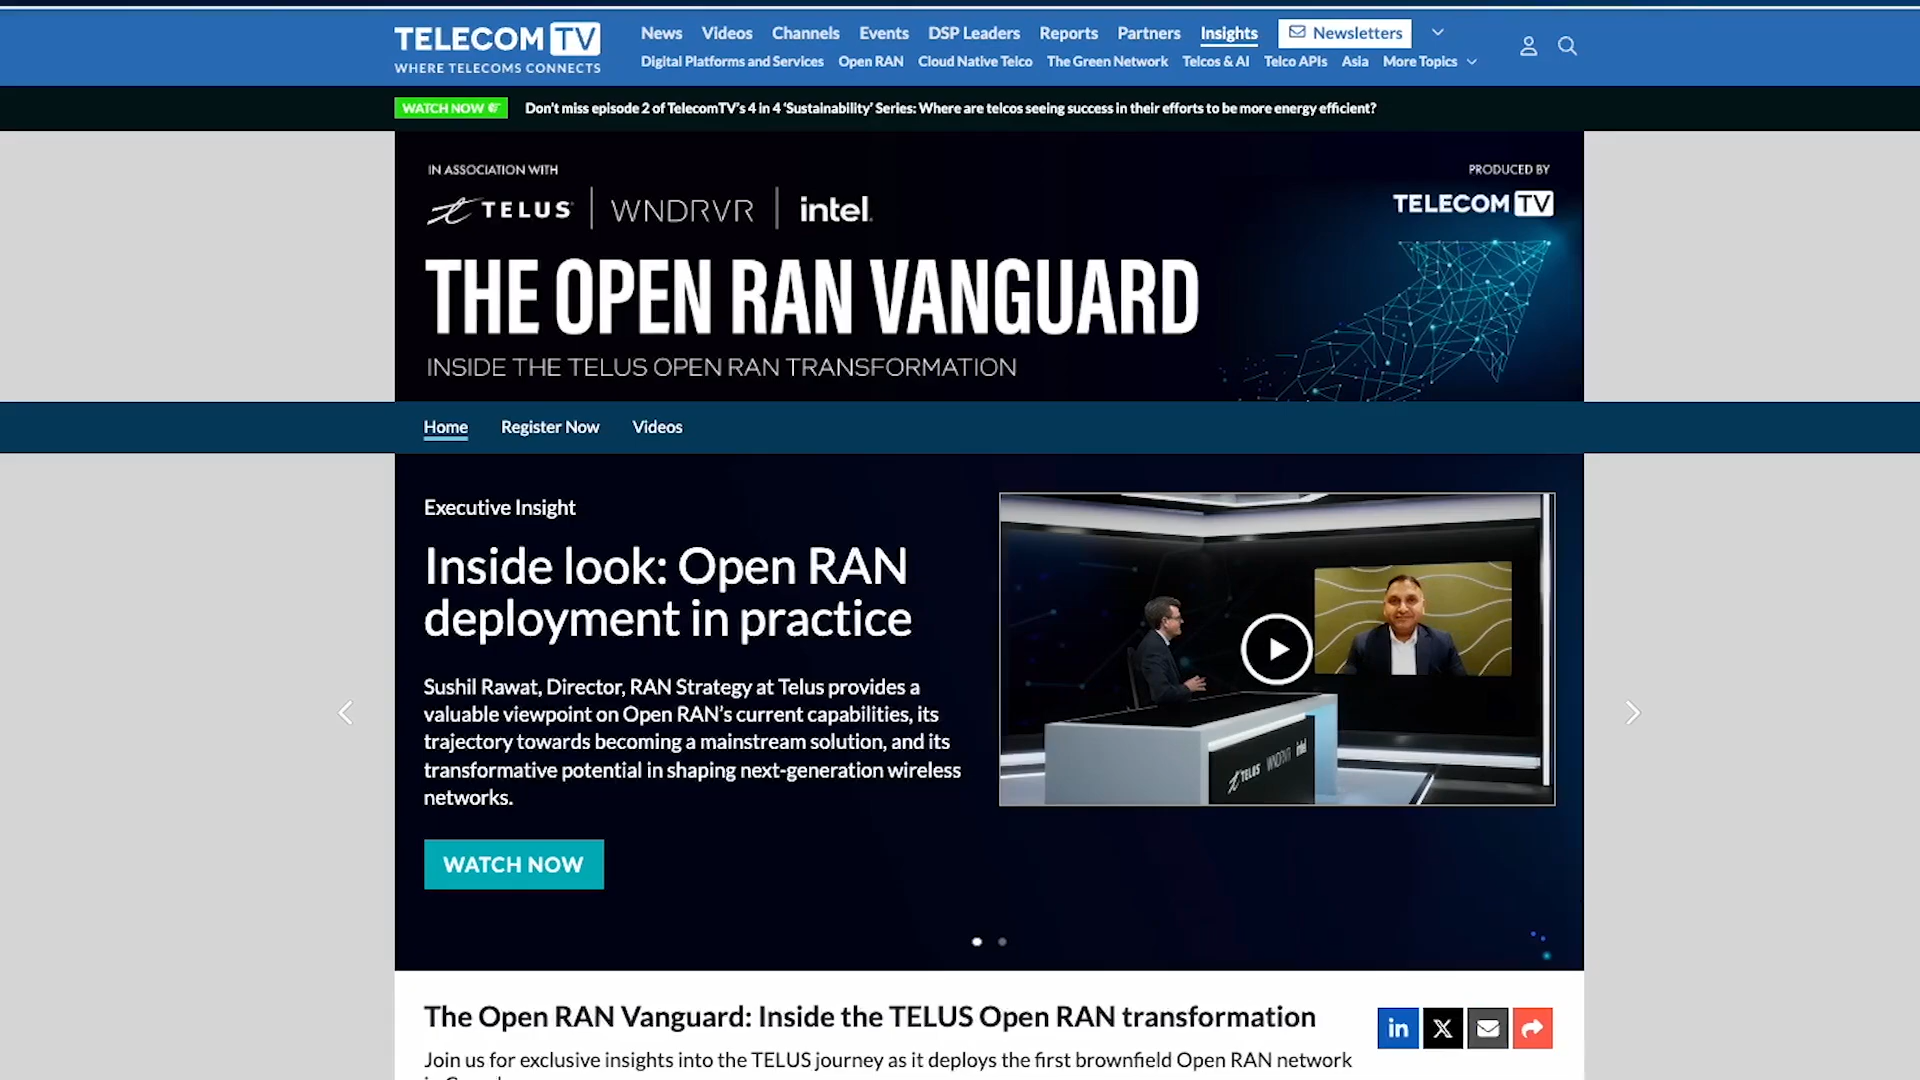 TELECOM TV
WHERE TELECOMS CONNECTS
News Videos Channels Events DSP Leaders Reports Partners Insights Newsletters
Digital Platforms and Services Open RAN Cloud Native Telco The Green Network Telcos & AI Telco APIs Asia More Topics
WATCH NOW Don't miss episode 2 of TelecomTV's 4 in 4 'Sustainability' Series: Where are telcos seeing success in their efforts to be more energy efficient?
IN ASSOCIATION WITH
TELUS WNDRVR intel.
PRODUCED BY
TELECOM TV
THE OPEN RAN VANGUARD
INSIDE THE TELUS OPEN RAN TRANSFORMATION
Home Register Now Videos
Executive Insight
Inside look: Open RAN
deployment in practice
Sushil Rawat, Director, RAN Strategy at Telus provides a
valuable viewpoint on Open RAN's current capabilities, its
trajectory towards becoming a mainstream solution, and its
transformative potential in shaping next-generation wireless
networks.
WATCH NOW
TELUS WNDRVR intel
The Open RAN Vanguard: Inside the TELUS Open RAN transformation
in X
Join us for exclusive insights into the TELUS journey as it deploys the first brownfield Open RAN network